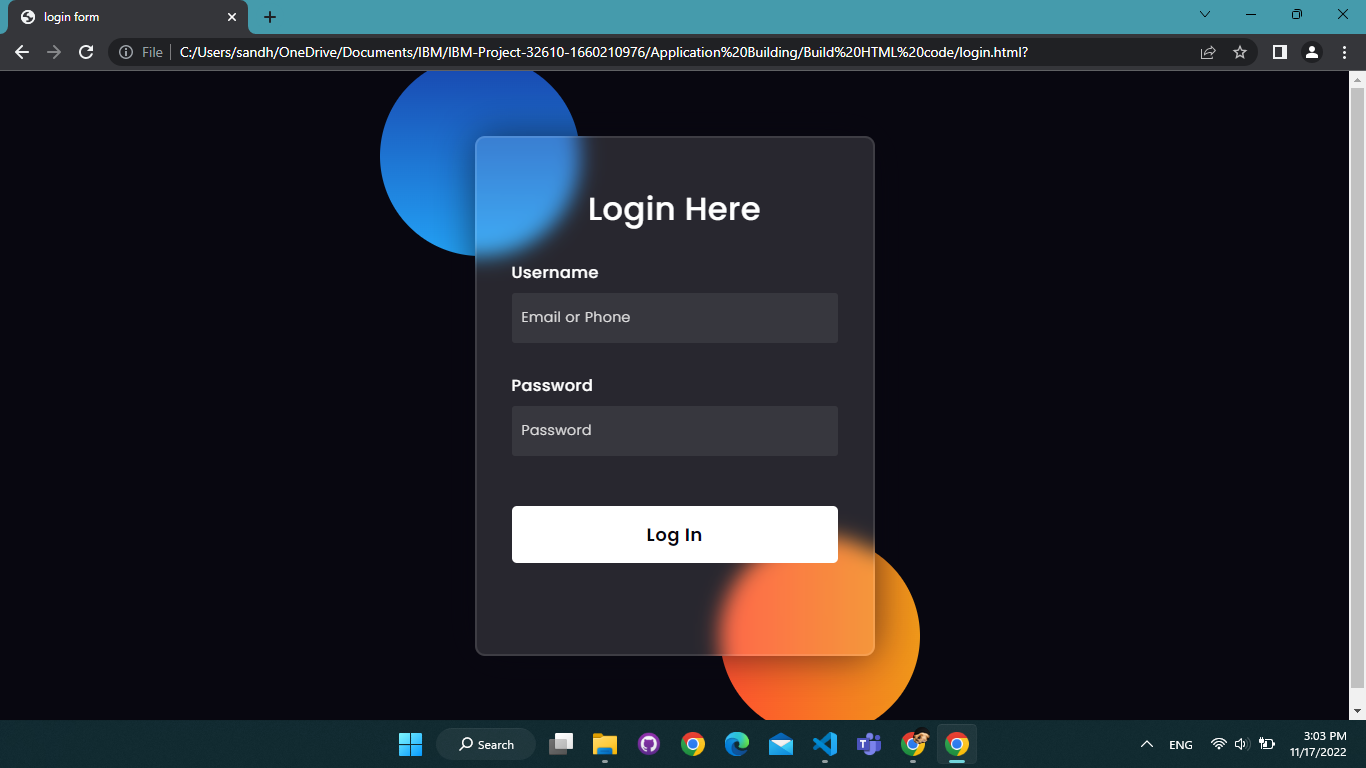 login form
File
C:/Users/sandh/OneDrive/Documents/IBM/IBM-Project-32610-1660210976/Application%20Building/Build%20HTML%20code/login.html?
Login Here
Username
Email or Phone
Password
Password
Log In
Search
ENG
3:03 PM
11/17/2022